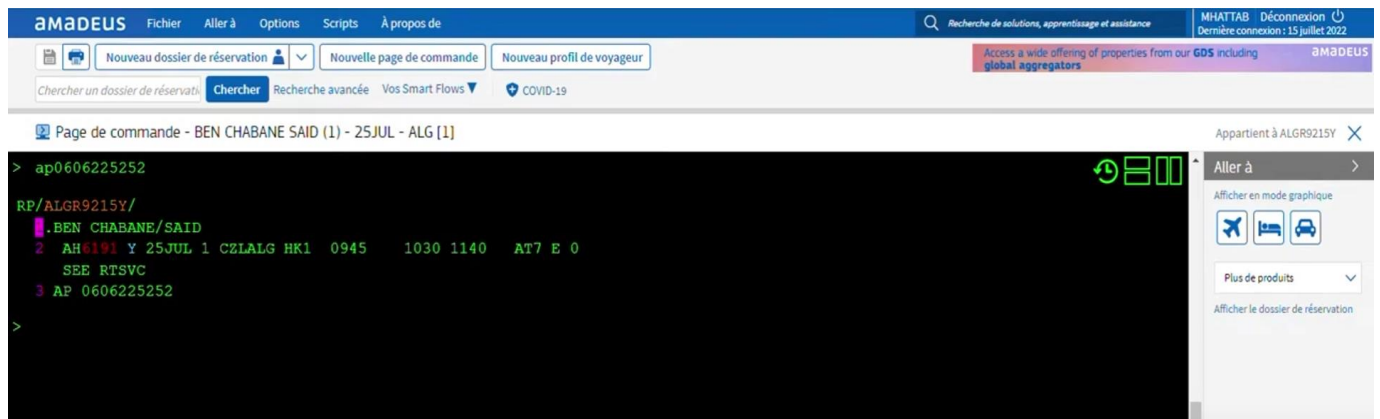 amadeus Fichier Aller à Options Scripts À propos de Recherche de solutions, apprentissage et assistance MHATTAB Déconnexion
Dernière connexion : 15 juillet 2022
Nouveau dossier de réservation Nouvelle page de commande Nouveau profil de voyageur Access a wide offering of properties from our GDS including amadeus
global aggregators
Chercher un dossier de réservati Chercher Recherche avancée Vos Smart Flows COVID-19
Page de commande - BEN CHABANE SAID (1) - 25JUL - ALG [1] Appartient à ALGR9215Y
> ap0606225252 Aller à >
Afficher en mode graphique
RP/ALGR9215Y/
.BEN CHABANE/SAID
2 AH6191 Y 25JUL 1 CZLALG HK1 0945 1030 1140 AT7 E 0
SEE RTSVC
3 AP 0606225252
>
Plus de produits
Afficher le dossier de réservation